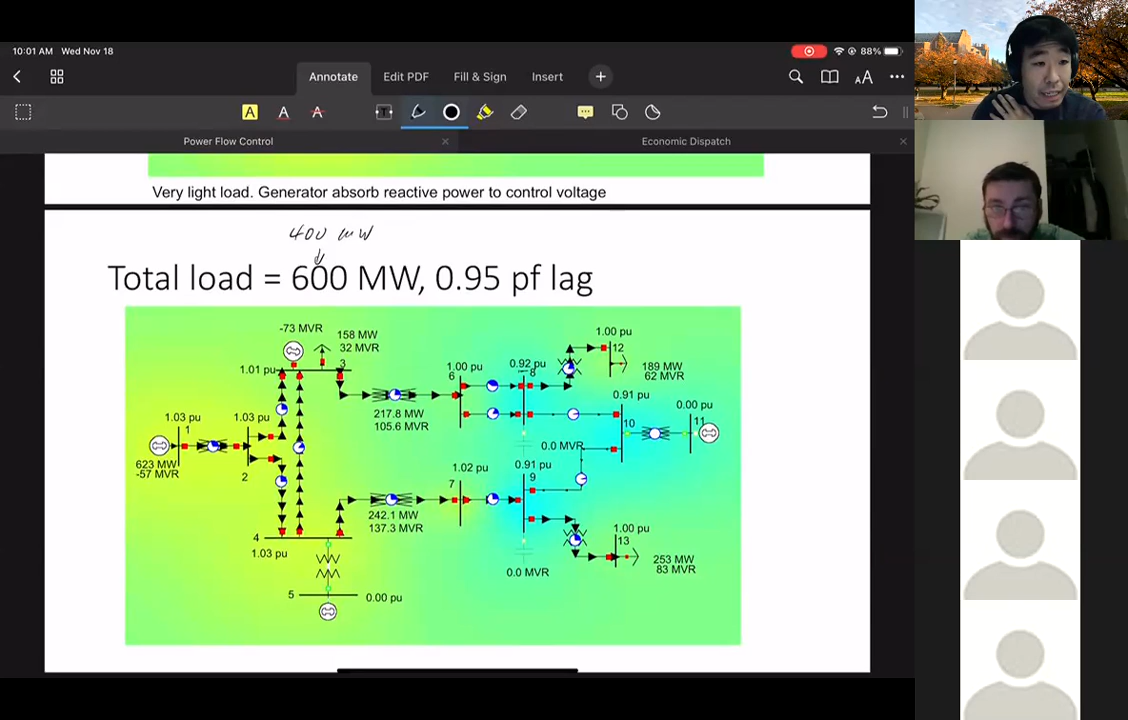 10:01 AM Wed Nov 18
88%
Annotate Edit PDF Fill & Sign Insert
AA
A A A T
Power Flow Control Economic Dispatch
Very light load. Generator absorb reactive power to control voltage
400 MW
Total load = 600 MW, 0.95 pf lag
-73 MVR
158 MW
32 MVR
1.01 pu
3
1.00 pu
6
0.92 pu
8
1.00 pu
12
189 MW
62 MVR
1.03 pu
1
1.03 pu
2
217.8 MW
105.6 MVR
0.91 pu
10
0.00 pu
11
623 MW
-57 MVR
0.0 MVR
1.02 pu
7
0.91 pu
9
242.1 MW
137.3 MVR
4
1.03 pu
1.00 pu
13
253 MW
83 MVR
0.0 MVR
5
0.00 pu